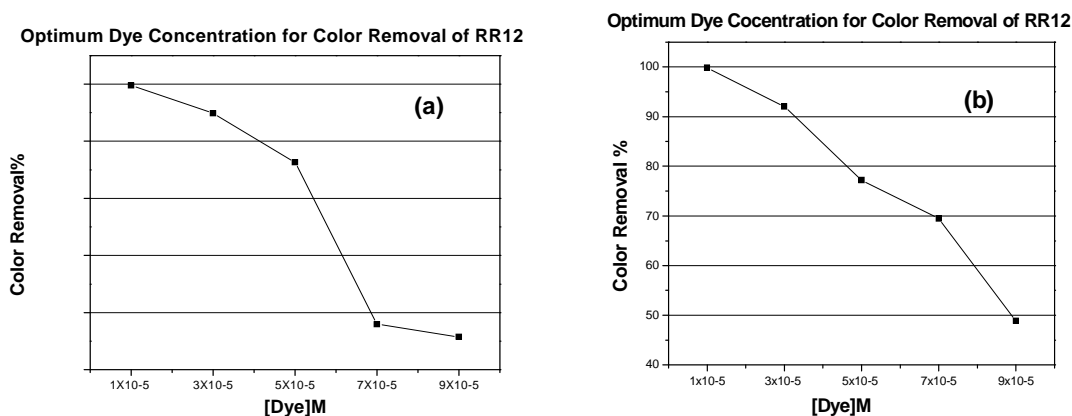 Optimum Dye Concentration for Color Removal of RR12
(a)
Color Removal%
1X10-5 3X10-5 5X10-5 7X10-5 9X10-5
[Dye]M
Optimum Dye Cocentration for Color Removal of RR12
100
(b)
90
80
70
60
50
40
Color Removal %
1x10-5 3x10-5 5x10-5 7x10-5 9x10-5
[Dye]M